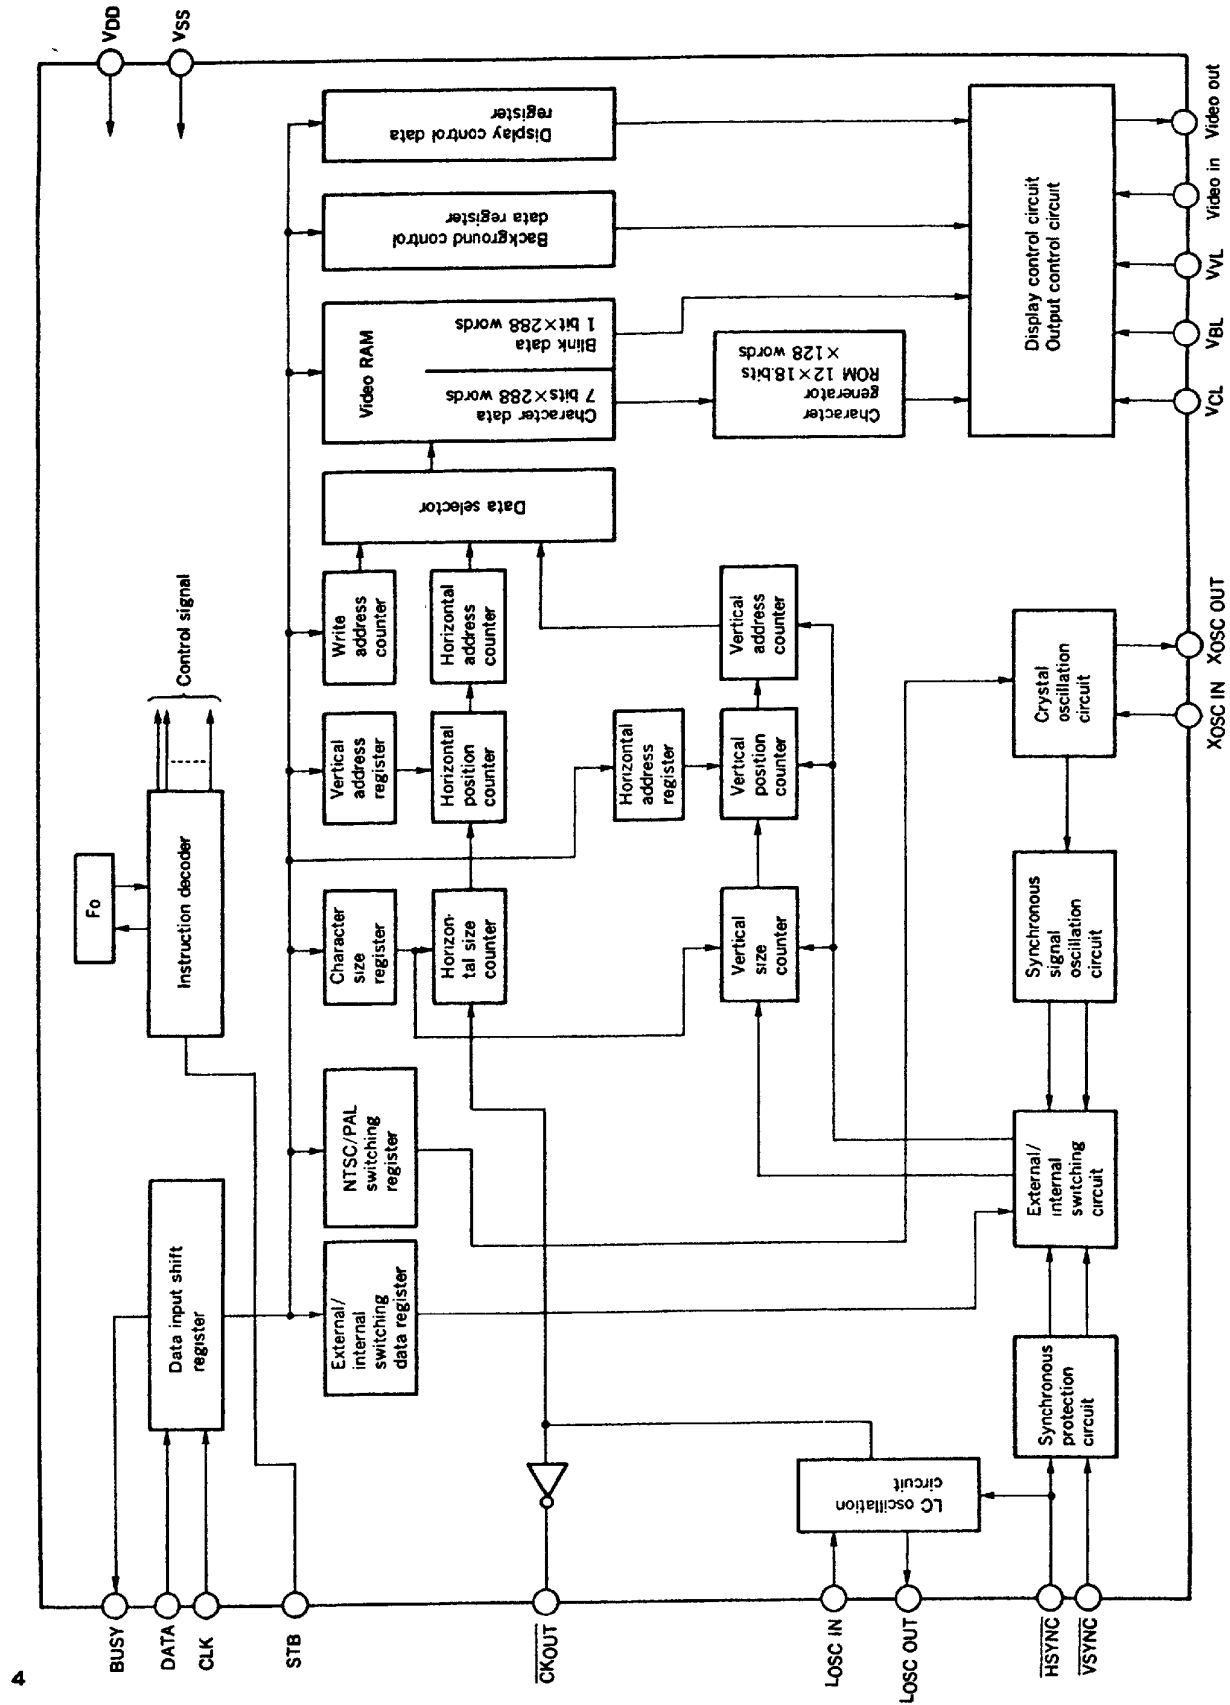 4
VDD
VSS
BUSY
DATA
CLK
STB
CKOUT
LOSC IN
LOSC OUT
HSYNC
VSYNC
Data input shift
register
Instruction decoder
Fo
Control signal
External/
internal
switching
data register
NTSC/PAL
switching
register
Character
size
register
Vertical
address
register
Write
address
counter
Horizon-
tal size
counter
Horizontal
position
counter
Horizontal
address
counter
Horizontal
address
register
Vertical
size
counter
Vertical
position
counter
Vertical
address
counter
Data selector
Video RAM
Character data
7 bits×288 words
Blink data
1 bit×288 words
Background control
data register
Display control data
register
Character
generator
ROM 12×18.bits
×128 words
LC oscillation
circuit
Synchronous
protection
circuit
External/
internal
switching
circuit
Synchronous
signal
oscillation
circuit
Crystal
oscillation
circuit
Display control circuit
Output control circuit
XOSC IN
XOSC OUT
VCL
VBL
VVL
Video in
Video out